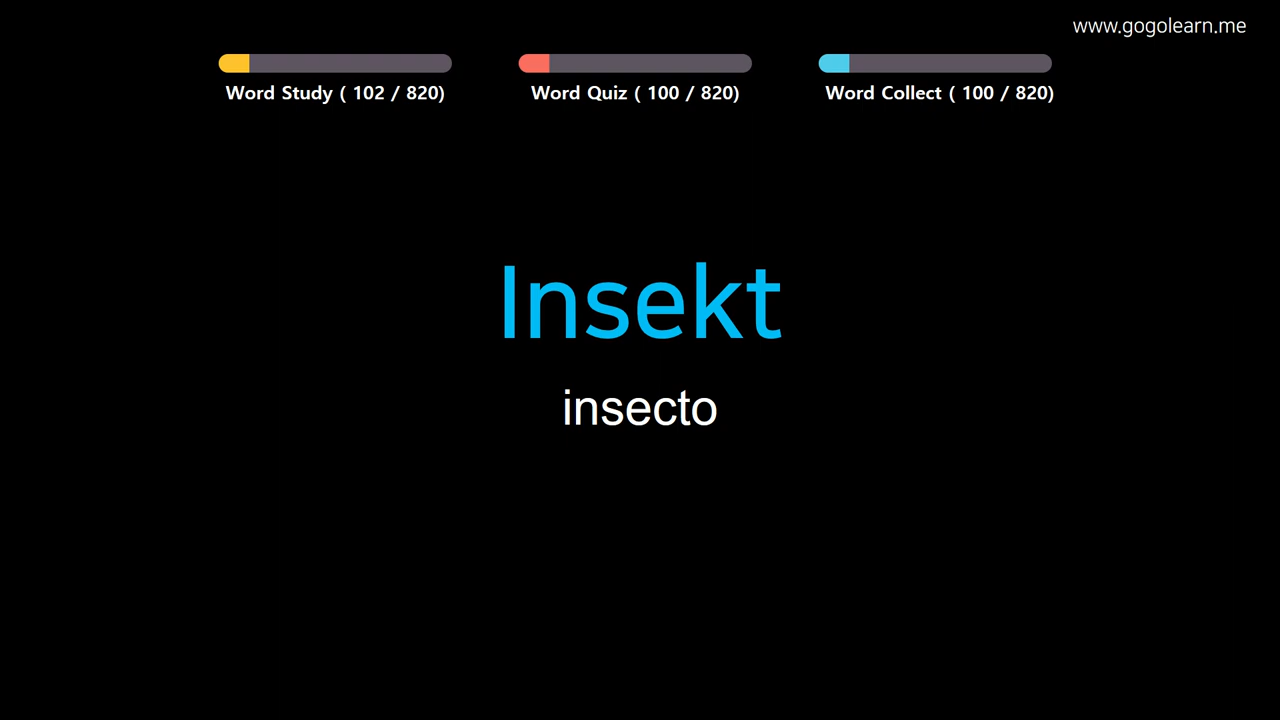 www.gogolearn.me
Word Study ( 102 / 820)
Word Quiz ( 100 / 820)
Word Collect ( 100 / 820)
Insekt
insecto